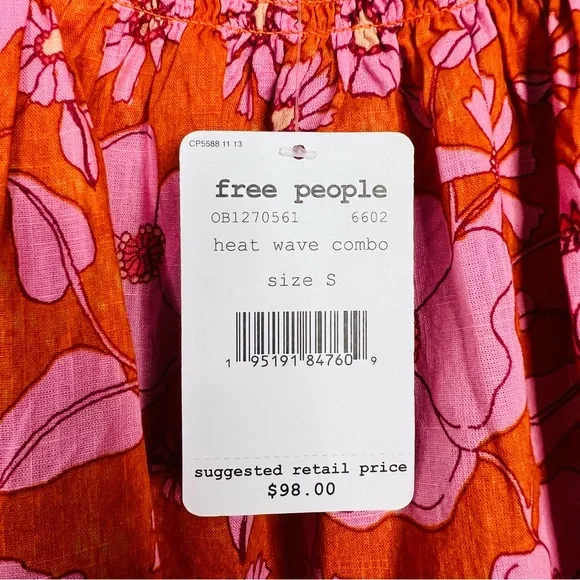 CP5588 11 13
free people
OB1270561 6602
heat wave combo
size S
1 95191 84760 9
suggested retail price
$98.00